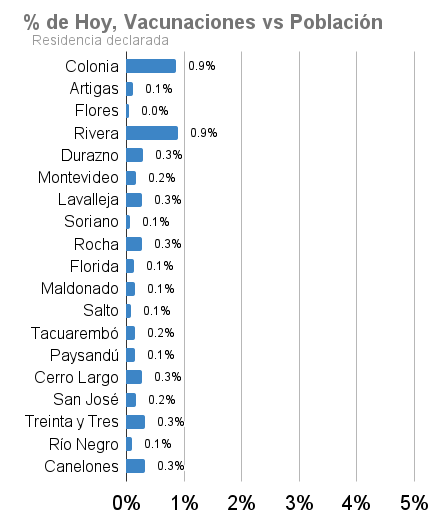 % de Hoy, Vacunaciones vs Población
Residencia declarada
Colonia 0.9%
Artigas 0.1%
Flores 0.0%
Rivera 0.9%
Durazno 0.3%
Montevideo 0.2%
Lavalleja 0.3%
Soriano 0.1%
Rocha 0.3%
Florida 0.1%
Maldonado 0.1%
Salto 0.1%
Tacuarembó 0.2%
Paysandú 0.1%
Cerro Largo 0.3%
San José 0.2%
Treinta y Tres 0.3%
Río Negro 0.1%
Canelones 0.3%
0% 1% 2% 3% 4% 5%